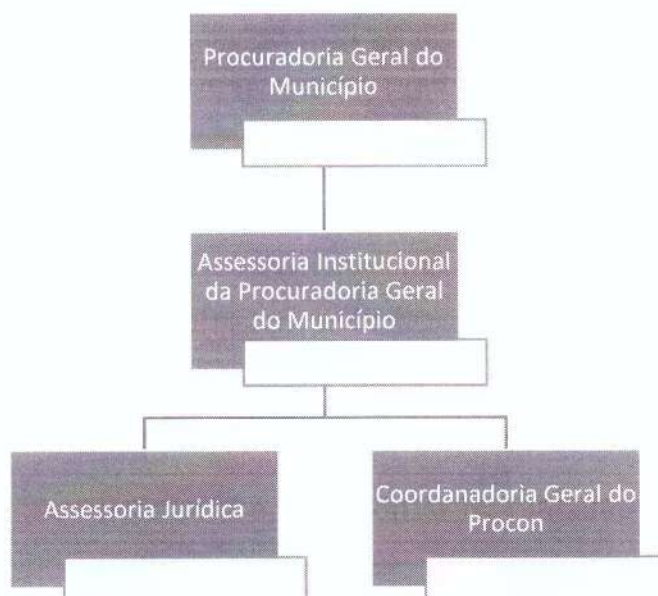 Procuradoria Geral do
Município
Assessoria Institucional
da Procuradoria Geral
do Município
Assessoria Jurídica
Coordanadoria Geral do
Procon